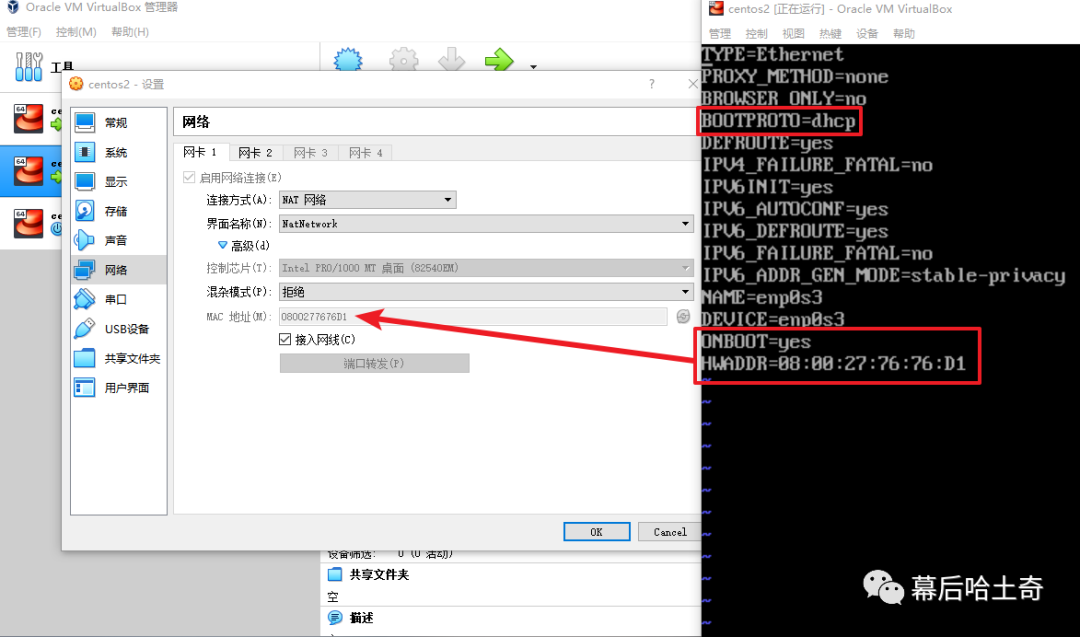 Oracle VM VirtualBox 管理器
管理(F) 控制(M) 帮助(H)
工具
64
64
64
centos2 - 设置
?
常规
系统
显示
存储
声音
网络
串口
USB设备
共享文件夹
用户界面
网络
网卡 1 网卡 2 网卡 3 网卡 4
启用网络连接(E)
连接方式(A): NAT 网络
界面名称(N): NatNetwork
高级(d)
控制芯片(T): Intel PRO/1000 MT 桌面 (82540EM)
混杂模式(P): 拒绝
MAC 地址(M): 0800277676D1
接入网线(C)
端口转发(P)
OK Cancel
设备筛选: 0 (0 活动)
共享文件夹
空
描述
centos2 [正在运行] - Oracle VM VirtualBox
管理 控制 视图 热键 设备 帮助
TYPE=Ethernet
PROXY_METHOD=none
BROWSER_ONLY=no
BOOTPROTO=dhcp
DEFROUTE=yes
IPV4_FAILURE_FATAL=no
IPV6INIT=yes
IPV6_AUTOCONF=yes
IPV6_DEFROUTE=yes
IPV6_FAILURE_FATAL=no
IPV6_ADDR_GEN_MODE=stable-privacy
NAME=enp0s3
DEVICE=enp0s3
ONBOOT=yes
HWADDR=08:00:27:76:76:D1
~
~
~
~
~
~
~
~
~
~
~
幕后哈土奇